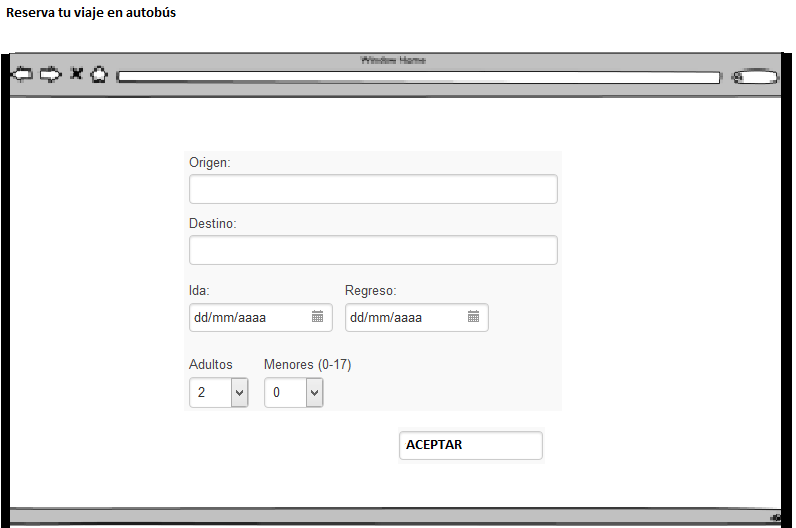 Reserva tu viaje en autobús
Window Name
Origen:
Destino:
Ida: Regreso:
dd/mm/aaaa dd/mm/aaaa
Adultos Menores (0-17)
2 0
ACEPTAR